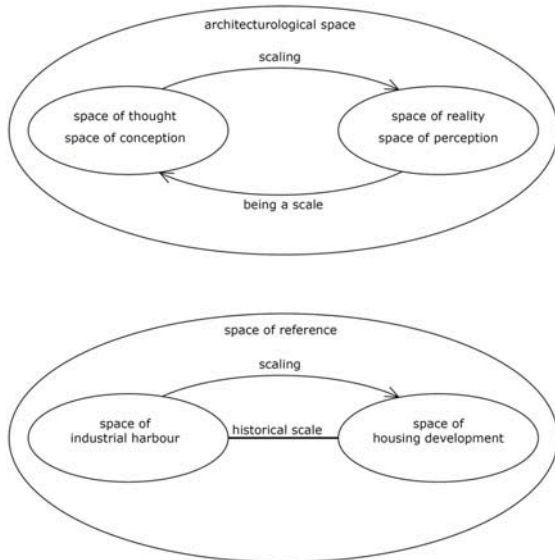 architecturological space
scaling
space of thought
space of conception
space of reality
space of perception
being a scale
space of reference
scaling
space of
industrial harbour
historical scale
space of
housing development